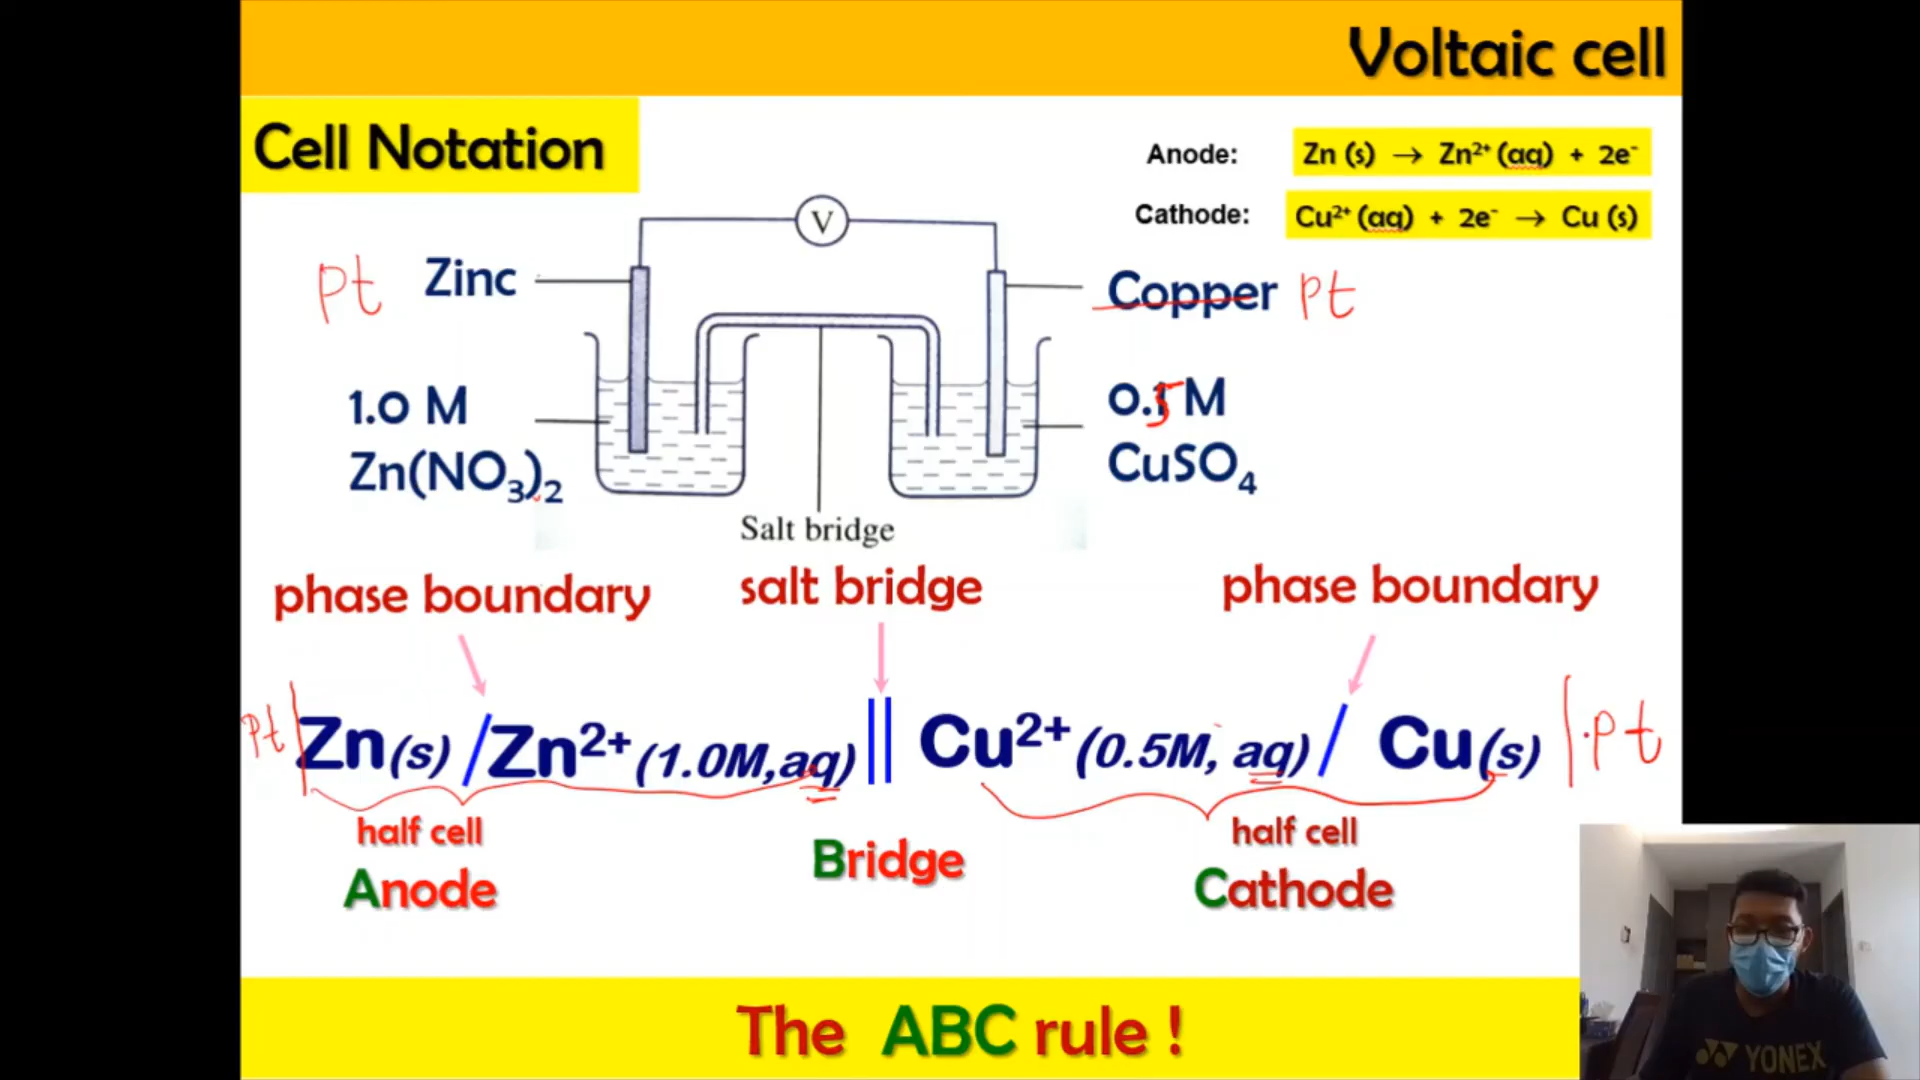 Voltaic cell
Cell Notation
Anode: Zn (s) → Zn²⁺ (aq) + 2e⁻
Cathode: Cu²⁺ (aq) + 2e⁻ → Cu (s)
V
pt Zinc
Copper pt
1.0 M
Zn(NO₃)₂
0.5 M
CuSO₄
Salt bridge
phase boundary
salt bridge
phase boundary
Pt | Zn(s) / Zn²⁺ (1.0M,aq) || Cu²⁺ (0.5M, aq) / Cu(s) | pt
half cell
Anode
Bridge
half cell
Cathode
The ABC rule !
YONEX